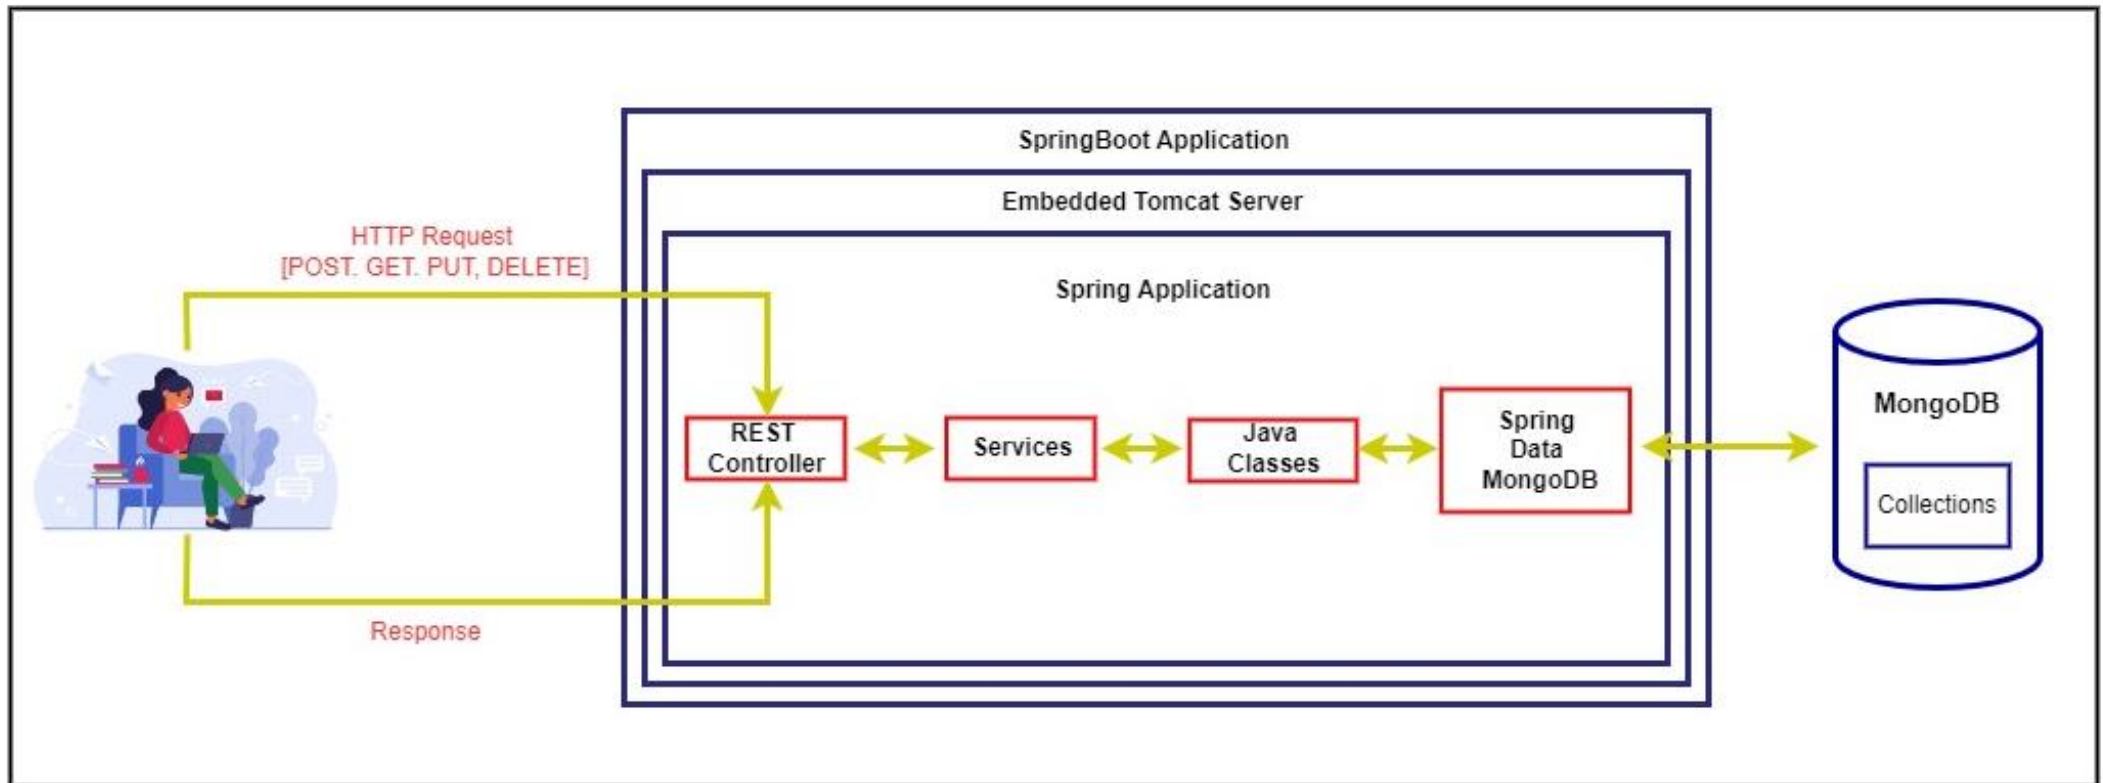 SpringBoot Application
Embedded Tomcat Server
HTTP Request
[POST. GET. PUT, DELETE]
Spring Application
REST
Controller
Services
Java
Classes
Spring
Data
MongoDB
MongoDB
Collections
Response